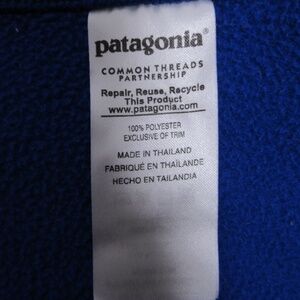 patagonia®
COMMON THREADS
PARTNERSHIP
Repair, Reuse, Recycle
This Product
www.patagonia.com
100% POLYESTER
EXCLUSIVE OF TRIM
MADE IN THAILAND
FABRIQUÉ EN THAÏLANDE
HECHO EN TAILANDIA